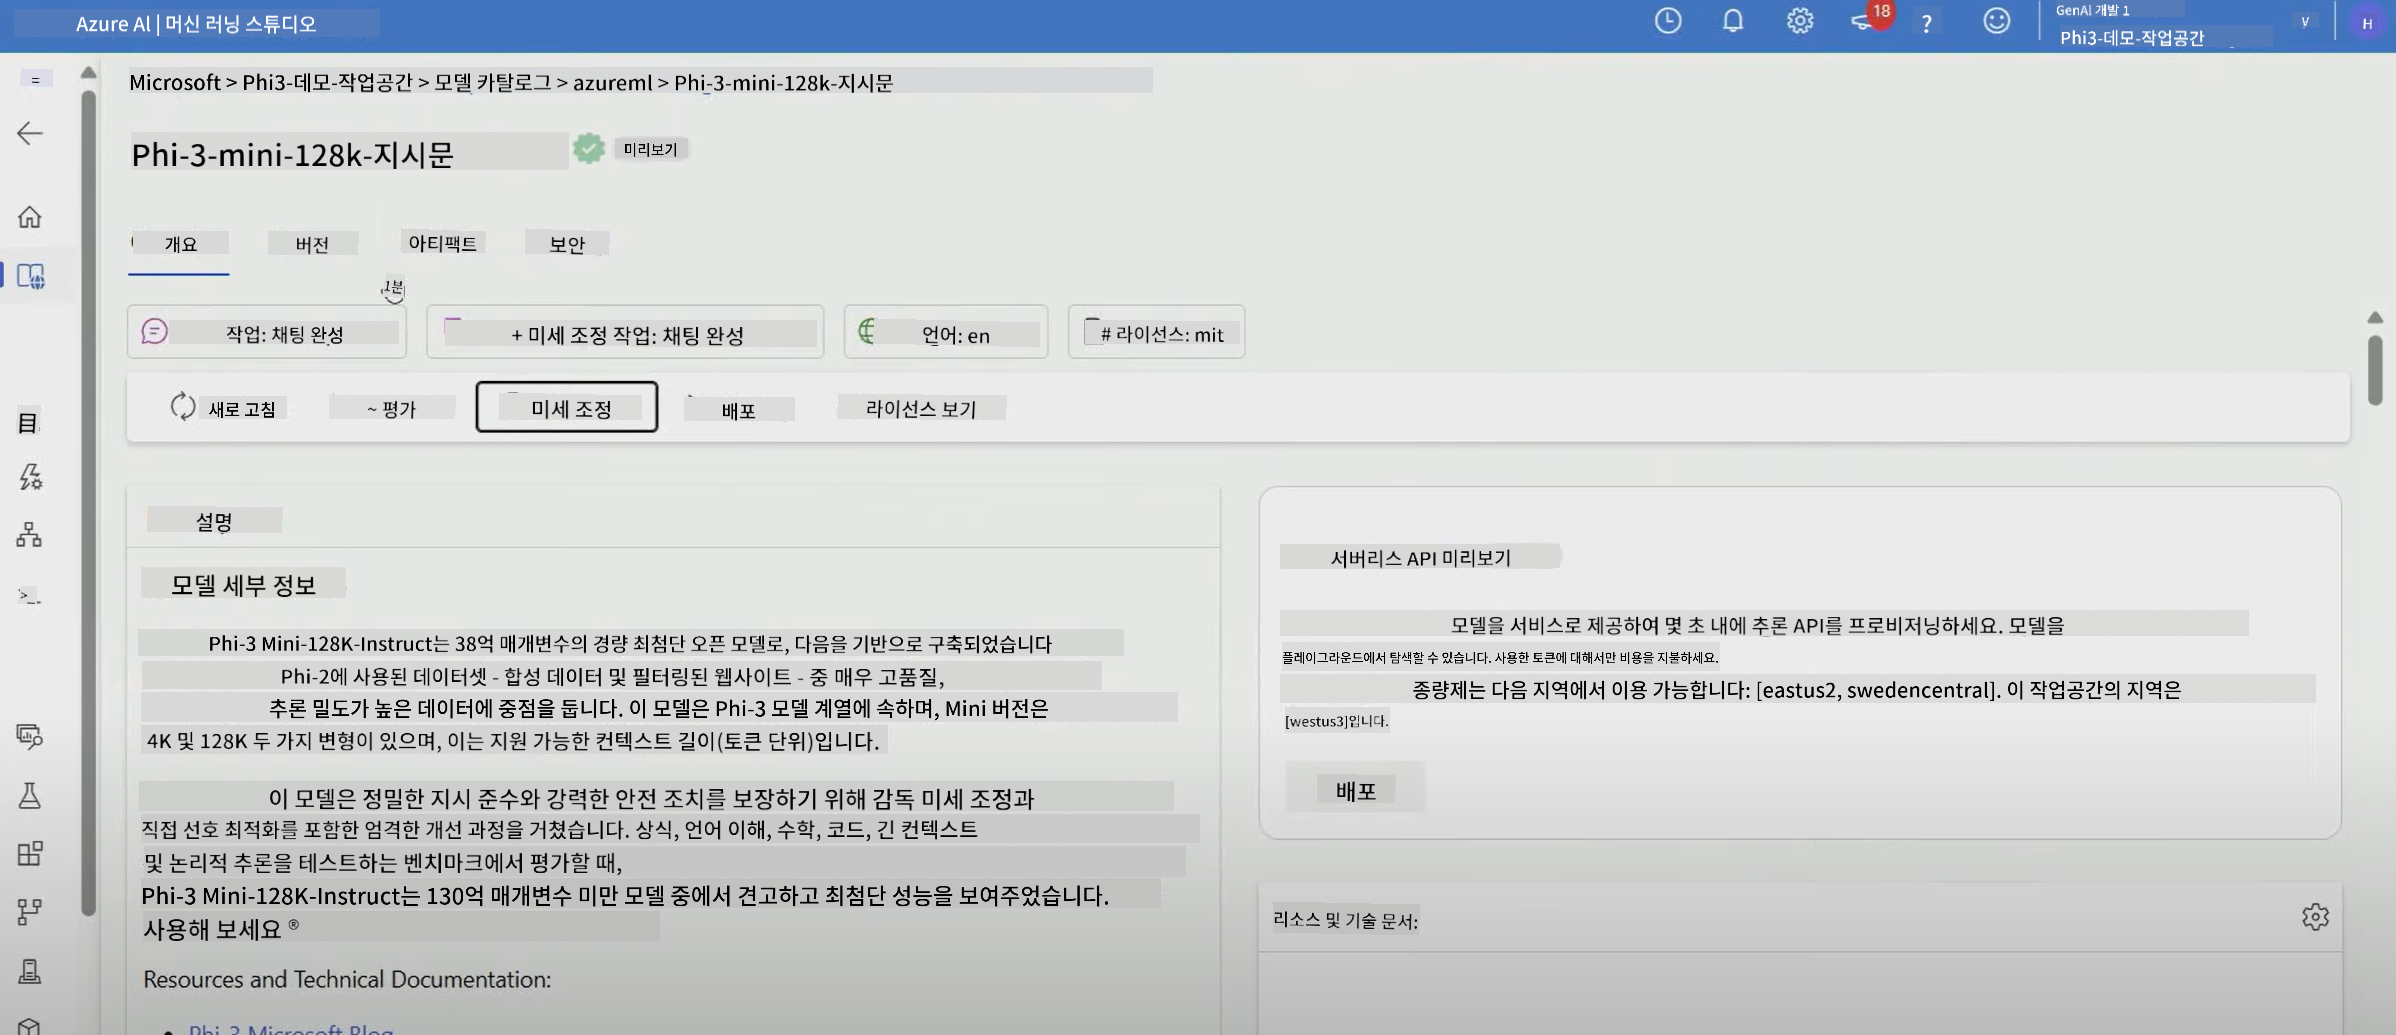 Azure AI | 머신 러닝 스튜디오
18
?
GenAI 개발 1
Phi3-데모-작업공간
v
H
=
Microsoft > Phi3-데모-작업공간 > 모델 카탈로그 > azureml > Phi-3-mini-128k-지시문
Phi-3-mini-128k-지시문
미리보기
개요
버전
아티팩트
보안
1분
작업: 채팅 완성
+ 미세 조정 작업: 채팅 완성
언어: en
# 라이선스: mit
새로 고침
~ 평가
미세 조정
배포
라이선스 보기
目
>_
설명
모델 세부 정보
Phi-3 Mini-128K-Instruct는 38억 매개변수의 경량 최첨단 오픈 모델로, 다음을 기반으로 구축되었습니다
Phi-2에 사용된 데이터셋 - 합성 데이터 및 필터링된 웹사이트 - 중 매우 고품질,
추론 밀도가 높은 데이터에 중점을 둡니다. 이 모델은 Phi-3 모델 계열에 속하며, Mini 버전은
4K 및 128K 두 가지 변형이 있으며, 이는 지원 가능한 컨텍스트 길이(토큰 단위)입니다.
이 모델은 정밀한 지시 준수와 강력한 안전 조치를 보장하기 위해 감독 미세 조정과
직접 선호 최적화를 포함한 엄격한 개선 과정을 거쳤습니다. 상식, 언어 이해, 수학, 코드, 긴 컨텍스트
및 논리적 추론을 테스트하는 벤치마크에서 평가할 때,
Phi-3 Mini-128K-Instruct는 130억 매개변수 미만 모델 중에서 견고하고 최첨단 성능을 보여주었습니다.
사용해 보세요 ®
Resources and Technical Documentation:
• Phi-3 Microsoft Blog
서버리스 API 미리보기
모델을 서비스로 제공하여 몇 초 내에 추론 API를 프로비저닝하세요. 모델을
플레이그라운드에서 탐색할 수 있습니다. 사용한 토큰에 대해서만 비용을 지불하세요.
종량제는 다음 지역에서 이용 가능합니다: [eastus2, swedencentral]. 이 작업공간의 지역은
[westus3]입니다.
배포
리소스 및 기술 문서: